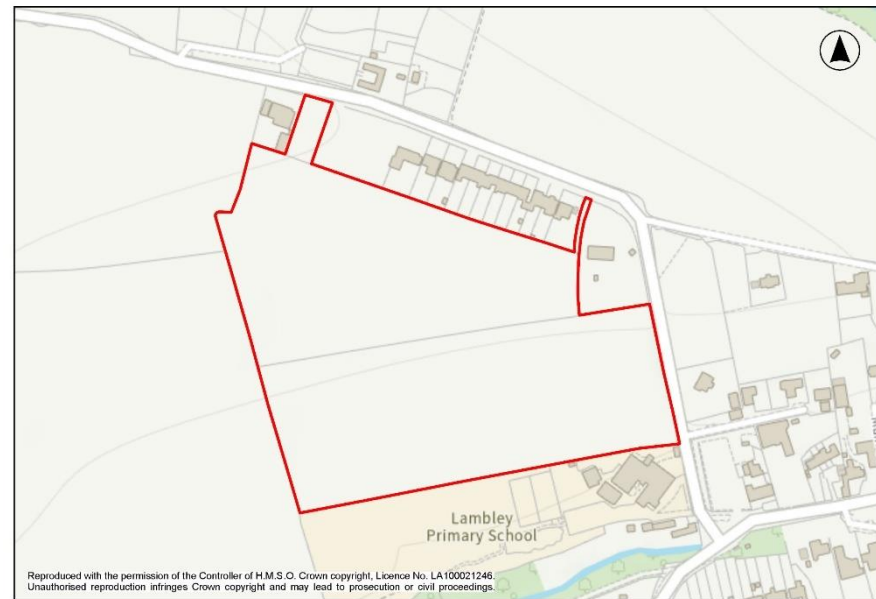 Lambley
Primary School
Reproduced with the permission of the Controller of H.M.S.O. Crown copyright, Licence No. LA100021246.
Unauthorised reproduction infringes Crown copyright and may lead to prosecution or civil proceedings.